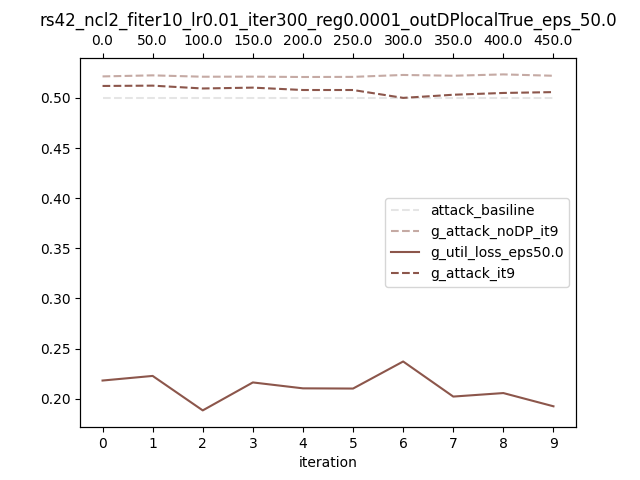 rs42_ncl2_fiter10_lr0.01_iter300_reg0.0001_outDPlocalTrue_eps_50.0
0.0 50.0 100.0 150.0 200.0 250.0 300.0 350.0 400.0 450.0
0.50
0.45
0.40
0.35
0.30
0.25
0.20
attack_basiline
g_attack_noDP_it9
g_util_loss_eps50.0
g_attack_it9
0 1 2 3 4 5 6 7 8 9
iteration